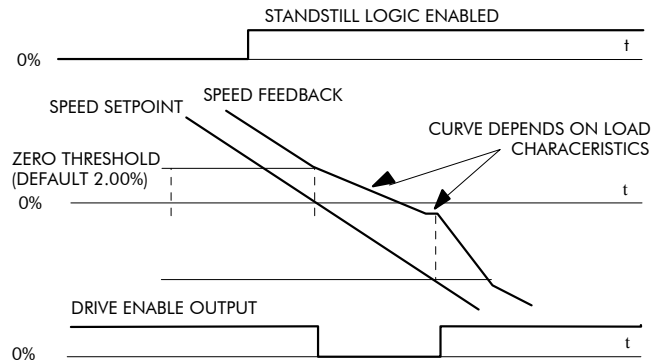 STANDSTILL LOGIC ENABLED
t
0%
SPEED SETPOINT
SPEED FEEDBACK
CURVE DEPENDS ON LOAD
CHARACERISTICS
ZERO THRESHOLD
(DEFAULT 2.00%)
t
0%
DRIVE ENABLE OUTPUT
t
0%